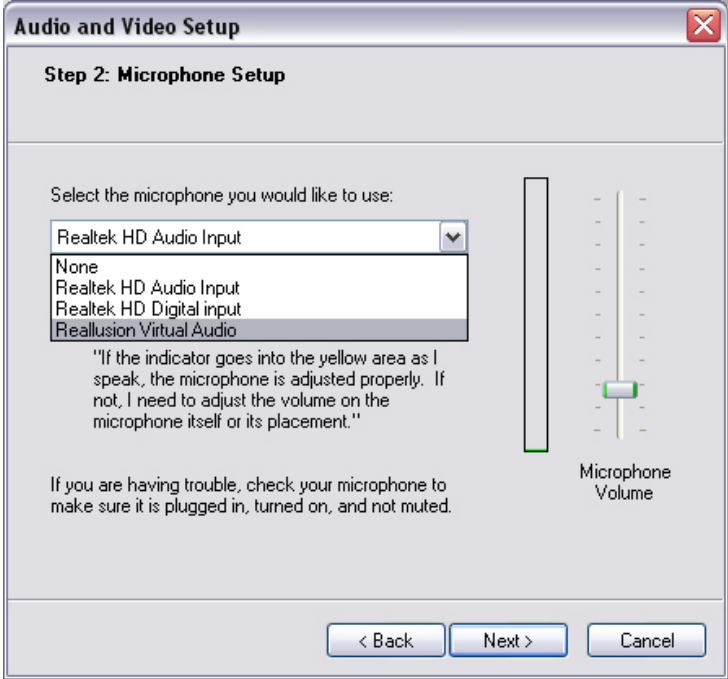 Audio and Video Setup
Step 2: Microphone Setup
Select the microphone you would like to use:
Realtek HD Audio Input
None
Realtek HD Audio Input
Realtek HD Digital input
Reallusion Virtual Audio
"If the indicator goes into the yellow area as I
speak, the microphone is adjusted properly.  If
not, I need to adjust the volume on the
microphone itself or its placement."
If you are having trouble, check your microphone to
make sure it is plugged in, turned on, and not muted.
Microphone
Volume
< Back
Next >
Cancel